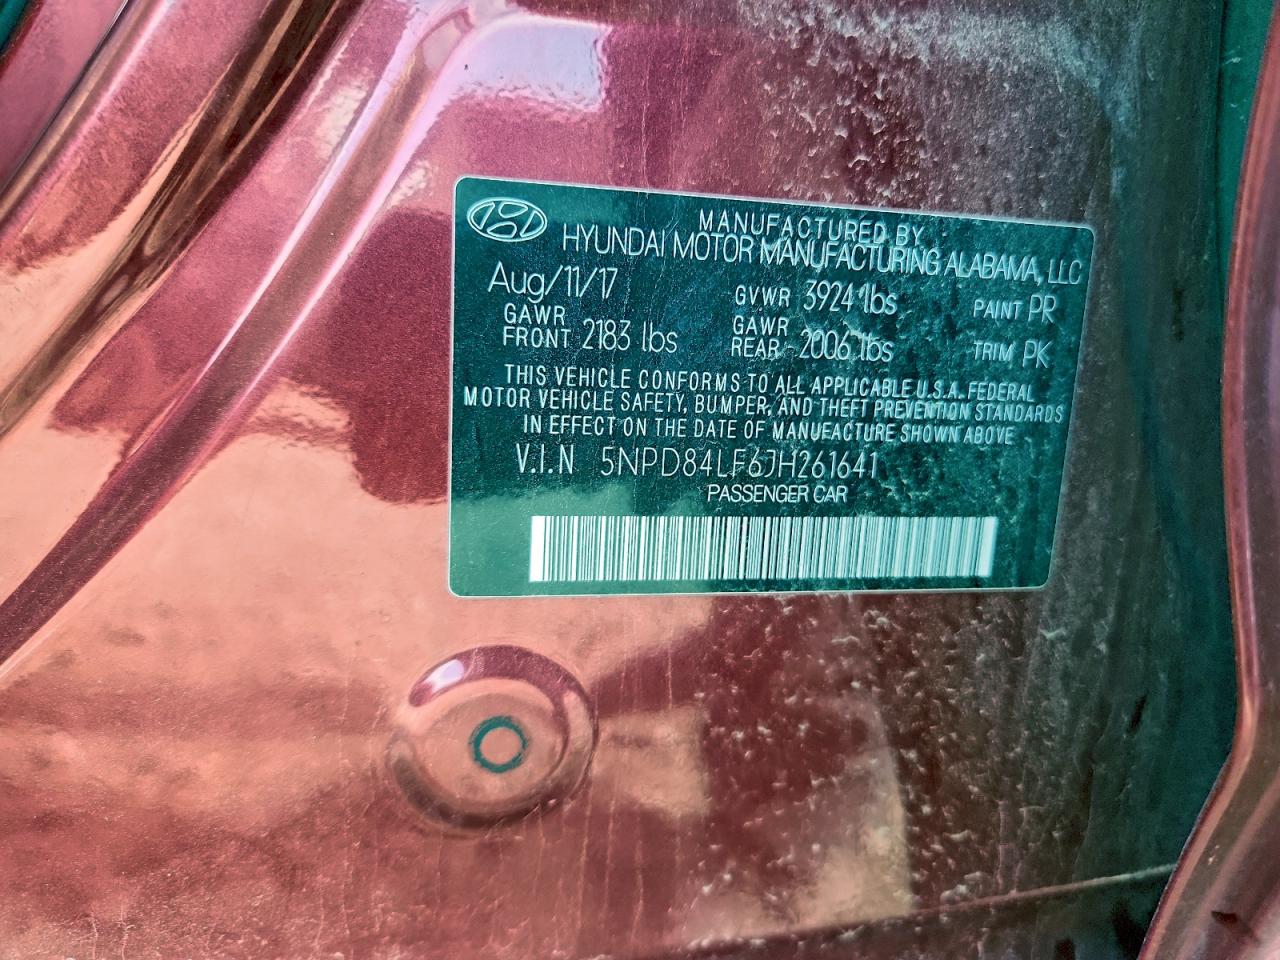 MANUFACTURED BY
HYUNDAI MOTOR MANUFACTURING ALABAMA, LLC
Aug/11/17 GVWR 3924 lbs PAINT PR
GAWR FRONT 2183 lbs GAWR REAR 2006 lbs TRIM PK
THIS VEHICLE CONFORMS TO ALL APPLICABLE U.S.A. FEDERAL
MOTOR VEHICLE SAFETY, BUMPER, AND THEFT PREVENTION STANDARDS
IN EFFECT ON THE DATE OF MANUFACTURE SHOWN ABOVE
V.I.N 5NPD84LF6JH261641
PASSENGER CAR